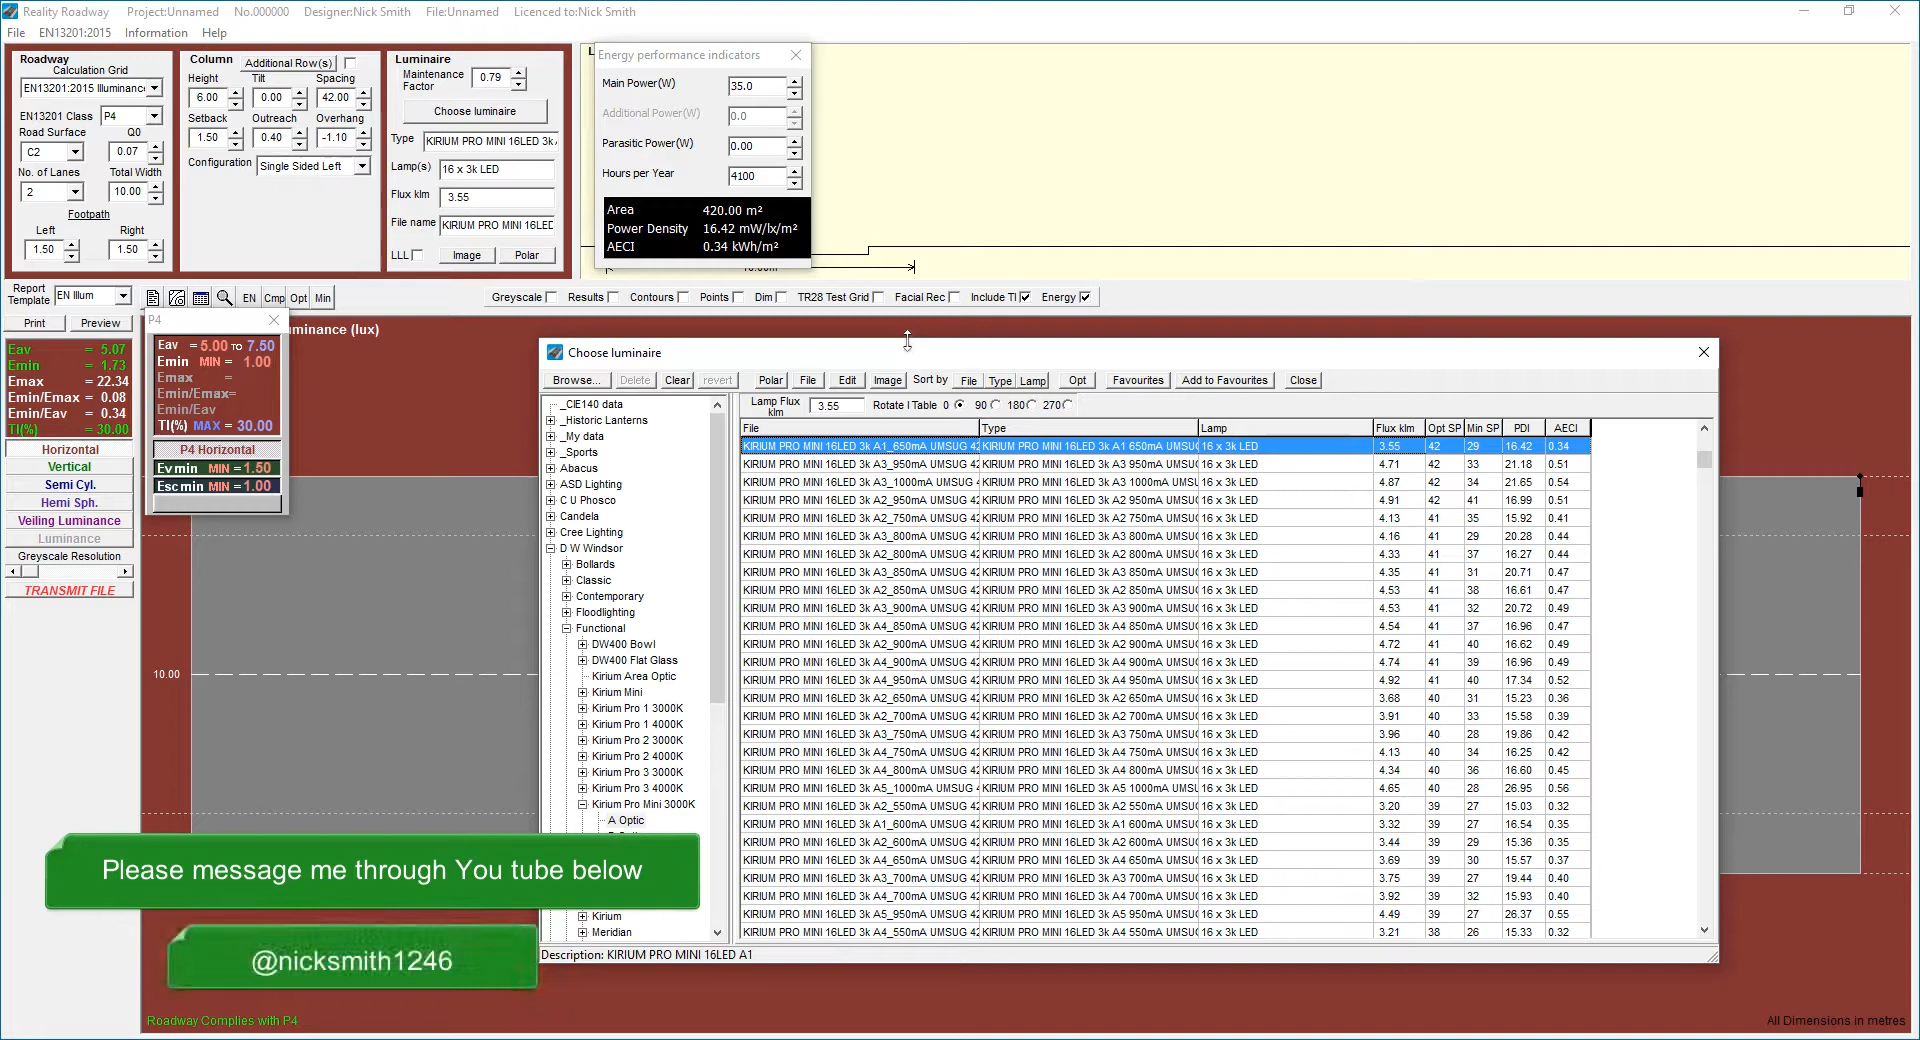 Reality Roadway Project:Unnamed No.000000 Designer:Nick Smith File:Unnamed Licenced to:Nick Smith
File EN13201:2015 Information Help
Roadway
Calculation Grid
EN13201:2015 Illuminance
EN13201 Class P4
Road Surface Q0
C2 0.07
No. of Lanes Total Width
2 10.00
Footpath
Left Right
1.50 1.50
Column Additional Row(s)
Height Tilt Spacing
6.00 0.00 42.00
Setback Outreach Overhang
1.50 0.40 -1.10
Configuration Single Sided Left
Luminaire
Maintenance Factor 0.79
Choose luminaire
Type KIRIUM PRO MINI 16LED 3k
Lamp(s) 16 x 3k LED
Flux klm 3.55
File name KIRIUM PRO MINI 16LED
LLL Image Polar
Energy performance indicators
Main Power(W) 35.0
Additional Power(W) 0.0
Parasitic Power(W) 0.00
Hours per Year 4100
Area 420.00 m²
Power Density 16.42 mW/lx/m²
AECI 0.34 kWh/m²
Report Template EN Illum EN Cmp Opt Min
Greyscale Results Contours Points Dim TR28 Test Grid Facial Rec Include TI Energy
Print Preview
Eav = 5.07
Emin = 1.73
Emax = 22.34
Emin/Emax = 0.08
Emin/Eav = 0.34
TI(%) = 30.00
Horizontal
Vertical
Semi Cyl.
Hemi Sph.
Veiling Luminance
Luminance
Greyscale Resolution
TRANSMIT FILE
P4
Eav = 5.00 TO 7.50
Emin MIN = 1.00
Emax =
Emin/Emax=
Emin/Eav
TI(%) MAX = 30.00
P4 Horizontal
Ev min MIN =1.50
Esc min MIN =1.00
uminance (lux)
10.00
Choose luminaire
Browse... Delete Clear revert Polar File Edit Image Sort by File Type Lamp Opt Favourites Add to Favourites Close
Lamp Flux klm 3.55 Rotate I Table 0 90 180 270
_CIE140 data
_Historic Lanterns
_My data
_Sports
Abacus
ASD Lighting
C U Phosco
Candela
Cree Lighting
D W Windsor
Bollards
Classic
Contemporary
Floodlighting
Functional
DW400 Bowl
DW400 Flat Glass
Kirium Area Optic
Kirium Mini
Kirium Pro 1 3000K
Kirium Pro 1 4000K
Kirium Pro 2 3000K
Kirium Pro 2 4000K
Kirium Pro 3 3000K
Kirium Pro 3 4000K
Kirium Pro Mini 3000K
A Optic
Kirium
Meridian
File Type Lamp Flux klm Opt SP Min SP PDI AECI
KIRIUM PRO MINI 16LED 3k A1_650mA UMSUG 42 KIRIUM PRO MINI 16LED 3k A1 650mA UMSUG 16 x 3k LED 3.55 42 29 16.42 0.34
KIRIUM PRO MINI 16LED 3k A3_950mA UMSUG 42 KIRIUM PRO MINI 16LED 3k A3 950mA UMSUG 16 x 3k LED 4.71 42 33 21.18 0.51
KIRIUM PRO MINI 16LED 3k A3_1000mA UMSUG 4 KIRIUM PRO MINI 16LED 3k A3 1000mA UMSU 16 x 3k LED 4.87 42 34 21.65 0.54
KIRIUM PRO MINI 16LED 3k A2_950mA UMSUG 42 KIRIUM PRO MINI 16LED 3k A2 950mA UMSUG 16 x 3k LED 4.91 42 41 16.99 0.51
KIRIUM PRO MINI 16LED 3k A2_750mA UMSUG 42 KIRIUM PRO MINI 16LED 3k A2 750mA UMSUG 16 x 3k LED 4.13 41 35 15.92 0.41
KIRIUM PRO MINI 16LED 3k A3_800mA UMSUG 42 KIRIUM PRO MINI 16LED 3k A3 800mA UMSUG 16 x 3k LED 4.16 41 29 20.28 0.44
KIRIUM PRO MINI 16LED 3k A2_800mA UMSUG 42 KIRIUM PRO MINI 16LED 3k A2 800mA UMSUG 16 x 3k LED 4.33 41 37 16.27 0.44
KIRIUM PRO MINI 16LED 3k A3_850mA UMSUG 42 KIRIUM PRO MINI 16LED 3k A3 850mA UMSUG 16 x 3k LED 4.35 41 31 20.71 0.47
KIRIUM PRO MINI 16LED 3k A2_850mA UMSUG 42 KIRIUM PRO MINI 16LED 3k A2 850mA UMSUG 16 x 3k LED 4.53 41 38 16.61 0.47
KIRIUM PRO MINI 16LED 3k A3_900mA UMSUG 42 KIRIUM PRO MINI 16LED 3k A3 900mA UMSUG 16 x 3k LED 4.53 41 32 20.72 0.49
KIRIUM PRO MINI 16LED 3k A4_850mA UMSUG 42 KIRIUM PRO MINI 16LED 3k A4 850mA UMSUG 16 x 3k LED 4.54 41 37 16.96 0.47
KIRIUM PRO MINI 16LED 3k A2_900mA UMSUG 42 KIRIUM PRO MINI 16LED 3k A2 900mA UMSUG 16 x 3k LED 4.72 41 40 16.62 0.49
KIRIUM PRO MINI 16LED 3k A4_900mA UMSUG 42 KIRIUM PRO MINI 16LED 3k A4 900mA UMSUG 16 x 3k LED 4.74 41 39 16.96 0.49
KIRIUM PRO MINI 16LED 3k A4_950mA UMSUG 42 KIRIUM PRO MINI 16LED 3k A4 950mA UMSUG 16 x 3k LED 4.92 41 40 17.34 0.52
KIRIUM PRO MINI 16LED 3k A2_650mA UMSUG 42 KIRIUM PRO MINI 16LED 3k A2 650mA UMSUG 16 x 3k LED 3.68 40 31 15.23 0.36
KIRIUM PRO MINI 16LED 3k A2_700mA UMSUG 42 KIRIUM PRO MINI 16LED 3k A2 700mA UMSUG 16 x 3k LED 3.91 40 33 15.58 0.39
KIRIUM PRO MINI 16LED 3k A3_750mA UMSUG 42 KIRIUM PRO MINI 16LED 3k A3 750mA UMSUG 16 x 3k LED 3.96 40 28 19.86 0.42
KIRIUM PRO MINI 16LED 3k A4_750mA UMSUG 42 KIRIUM PRO MINI 16LED 3k A4 750mA UMSUG 16 x 3k LED 4.13 40 34 16.25 0.42
KIRIUM PRO MINI 16LED 3k A4_800mA UMSUG 42 KIRIUM PRO MINI 16LED 3k A4 800mA UMSUG 16 x 3k LED 4.34 40 36 16.60 0.45
KIRIUM PRO MINI 16LED 3k A5_1000mA UMSUG 4 KIRIUM PRO MINI 16LED 3k A5 1000mA UMSU 16 x 3k LED 4.65 40 28 26.95 0.56
KIRIUM PRO MINI 16LED 3k A2_550mA UMSUG 42 KIRIUM PRO MINI 16LED 3k A2 550mA UMSUG 16 x 3k LED 3.20 39 27 15.03 0.32
KIRIUM PRO MINI 16LED 3k A1_600mA UMSUG 42 KIRIUM PRO MINI 16LED 3k A1 600mA UMSUG 16 x 3k LED 3.32 39 27 16.54 0.35
KIRIUM PRO MINI 16LED 3k A2_600mA UMSUG 42 KIRIUM PRO MINI 16LED 3k A2 600mA UMSUG 16 x 3k LED 3.44 39 29 15.36 0.35
KIRIUM PRO MINI 16LED 3k A4_650mA UMSUG 42 KIRIUM PRO MINI 16LED 3k A4 650mA UMSUG 16 x 3k LED 3.69 39 30 15.57 0.37
KIRIUM PRO MINI 16LED 3k A3_700mA UMSUG 42 KIRIUM PRO MINI 16LED 3k A3 700mA UMSUG 16 x 3k LED 3.75 39 27 19.44 0.40
KIRIUM PRO MINI 16LED 3k A4_700mA UMSUG 42 KIRIUM PRO MINI 16LED 3k A4 700mA UMSUG 16 x 3k LED 3.92 39 32 15.93 0.40
KIRIUM PRO MINI 16LED 3k A5_950mA UMSUG 42 KIRIUM PRO MINI 16LED 3k A5 950mA UMSUG 16 x 3k LED 4.49 39 27 26.37 0.55
KIRIUM PRO MINI 16LED 3k A4_550mA UMSUG 42 KIRIUM PRO MINI 16LED 3k A4 550mA UMSUG 16 x 3k LED 3.21 38 26 15.33 0.32
Description: KIRIUM PRO MINI 16LED A1
Please message me through You tube below
@nicksmith1246
Roadway Complies with P4
All Dimensions in metres